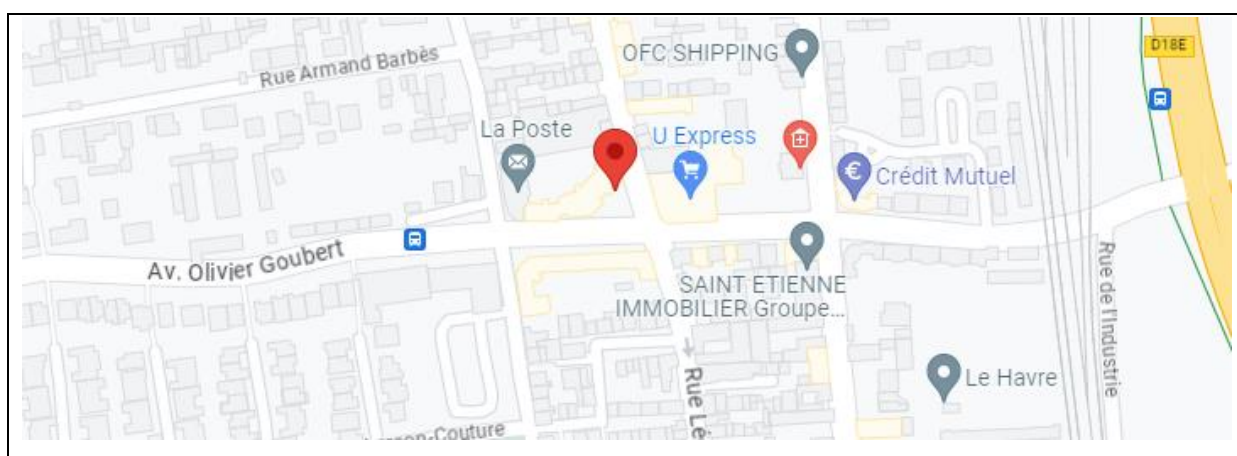 D18E
OFC SHIPPING
Rue Armand Barbès
La Poste
U Express
Crédit Mutuel
Av. Olivier Goubert
SAINT ETIENNE
IMMOBILIER Groupe...
Rue de l'Industrie
Le Havre
Rue Lé
-Couture